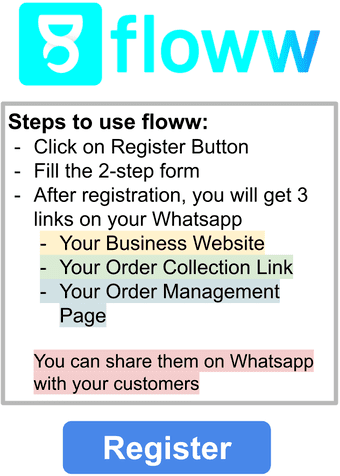 floww
Steps to use floww:
- Click on Register Button
- Fill the 2-step form
- After registration, you will get 3
links on your Whatsapp
- Your Business Website
- Your Order Collection Link
- Your Order Management
Page
You can share them on Whatsapp
with your customers
Register